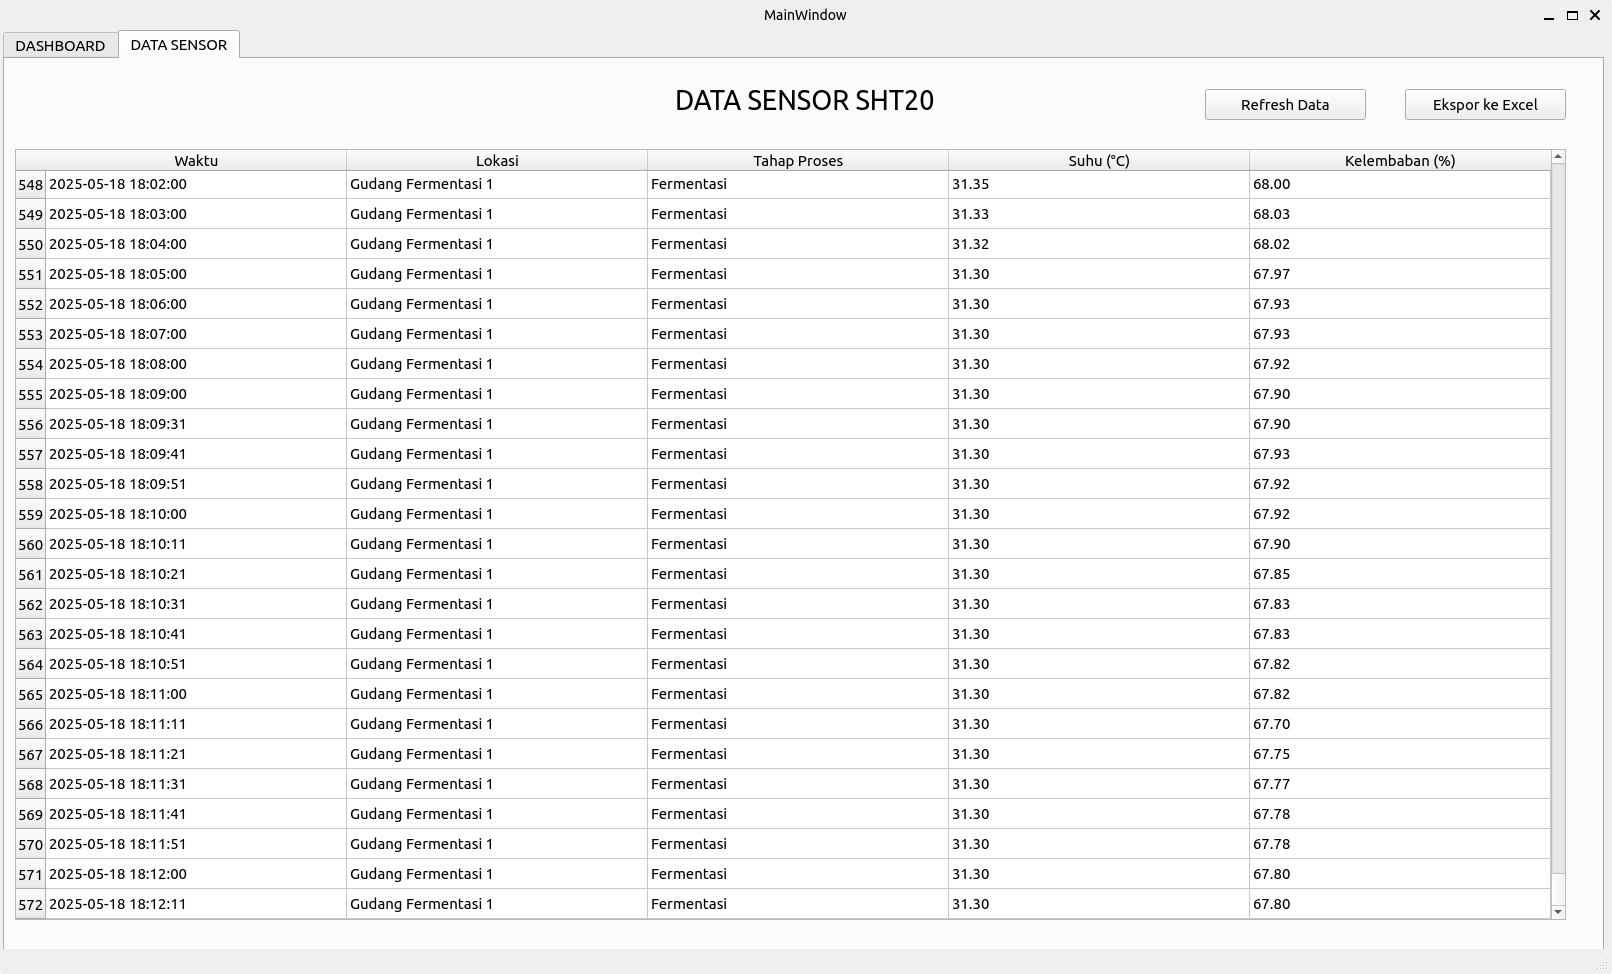 MainWindow
DASHBOARD DATA SENSOR
DATA SENSOR SHT20 Refresh Data Ekspor ke Excel
Waktu Lokasi Tahap Proses Suhu (°C) Kelembaban (%)
548 2025-05-18 18:02:00 Gudang Fermentasi 1 Fermentasi 31.35 68.00
549 2025-05-18 18:03:00 Gudang Fermentasi 1 Fermentasi 31.33 68.03
550 2025-05-18 18:04:00 Gudang Fermentasi 1 Fermentasi 31.32 68.02
551 2025-05-18 18:05:00 Gudang Fermentasi 1 Fermentasi 31.30 67.97
552 2025-05-18 18:06:00 Gudang Fermentasi 1 Fermentasi 31.30 67.93
553 2025-05-18 18:07:00 Gudang Fermentasi 1 Fermentasi 31.30 67.93
554 2025-05-18 18:08:00 Gudang Fermentasi 1 Fermentasi 31.30 67.92
555 2025-05-18 18:09:00 Gudang Fermentasi 1 Fermentasi 31.30 67.90
556 2025-05-18 18:09:31 Gudang Fermentasi 1 Fermentasi 31.30 67.90
557 2025-05-18 18:09:41 Gudang Fermentasi 1 Fermentasi 31.30 67.93
558 2025-05-18 18:09:51 Gudang Fermentasi 1 Fermentasi 31.30 67.92
559 2025-05-18 18:10:00 Gudang Fermentasi 1 Fermentasi 31.30 67.92
560 2025-05-18 18:10:11 Gudang Fermentasi 1 Fermentasi 31.30 67.90
561 2025-05-18 18:10:21 Gudang Fermentasi 1 Fermentasi 31.30 67.85
562 2025-05-18 18:10:31 Gudang Fermentasi 1 Fermentasi 31.30 67.83
563 2025-05-18 18:10:41 Gudang Fermentasi 1 Fermentasi 31.30 67.83
564 2025-05-18 18:10:51 Gudang Fermentasi 1 Fermentasi 31.30 67.82
565 2025-05-18 18:11:00 Gudang Fermentasi 1 Fermentasi 31.30 67.82
566 2025-05-18 18:11:11 Gudang Fermentasi 1 Fermentasi 31.30 67.70
567 2025-05-18 18:11:21 Gudang Fermentasi 1 Fermentasi 31.30 67.75
568 2025-05-18 18:11:31 Gudang Fermentasi 1 Fermentasi 31.30 67.77
569 2025-05-18 18:11:41 Gudang Fermentasi 1 Fermentasi 31.30 67.78
570 2025-05-18 18:11:51 Gudang Fermentasi 1 Fermentasi 31.30 67.78
571 2025-05-18 18:12:00 Gudang Fermentasi 1 Fermentasi 31.30 67.80
572 2025-05-18 18:12:11 Gudang Fermentasi 1 Fermentasi 31.30 67.80